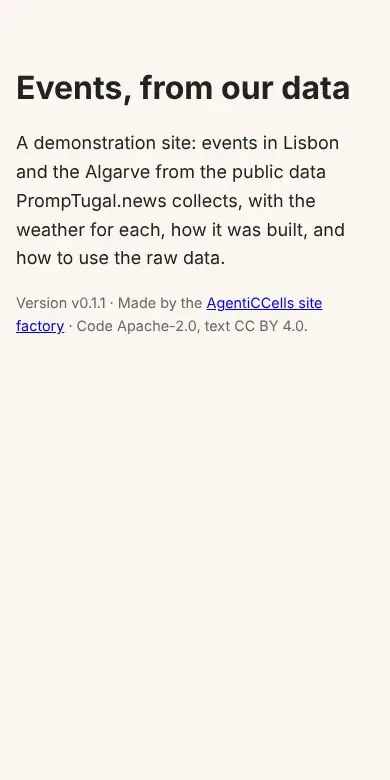 Events, from our data
A demonstration site: events in Lisbon
and the Algarve from the public data
PrompTugal.news collects, with the
weather for each, how it was built, and
how to use the raw data.
Version v0.1.1 · Made by the AgentiCCells site
factory · Code Apache-2.0, text CC BY 4.0.